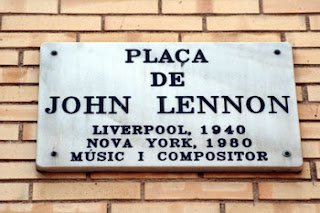 PLAÇA
DE
JOHN LENNON
LIVERPOOL, 1940
NOVA YORK, 1980
MÚSIC I COMPOSITOR